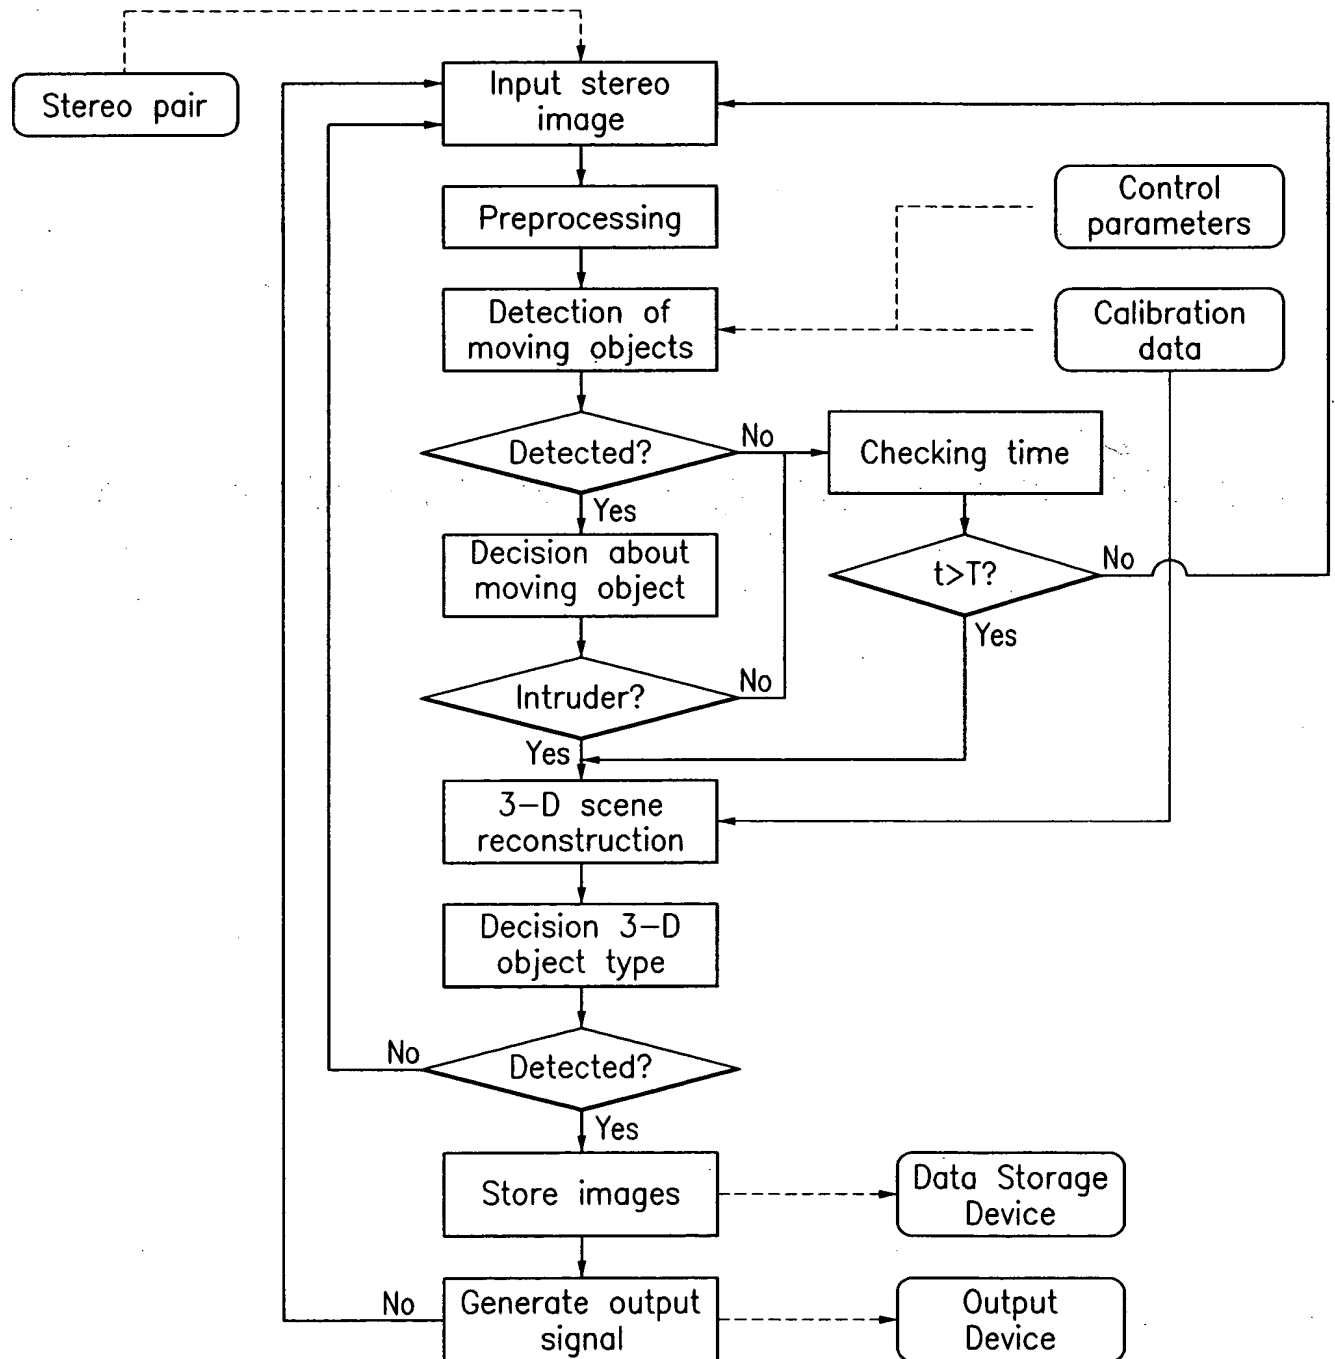 Stereo pair
Input stereo
image
Preprocessing
Control
parameters
Detection of
moving objects
Calibration
data
Detected?
No
Checking time
Yes
Decision about
moving object
t>T?
No
Yes
Intruder?
No
Yes
3-D scene
reconstruction
Decision 3-D
object type
No
Detected?
Yes
Store images
Data Storage
Device
No
Generate output
signal
Output
Device